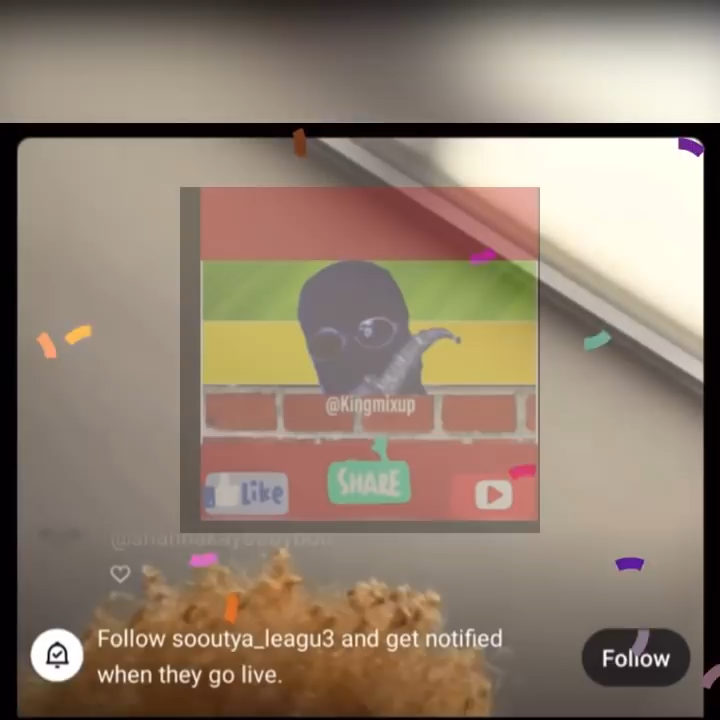 @Kingmixup
Like
SHARE
Follow sooutya_leagu3 and get notified
when they go live.
Follow